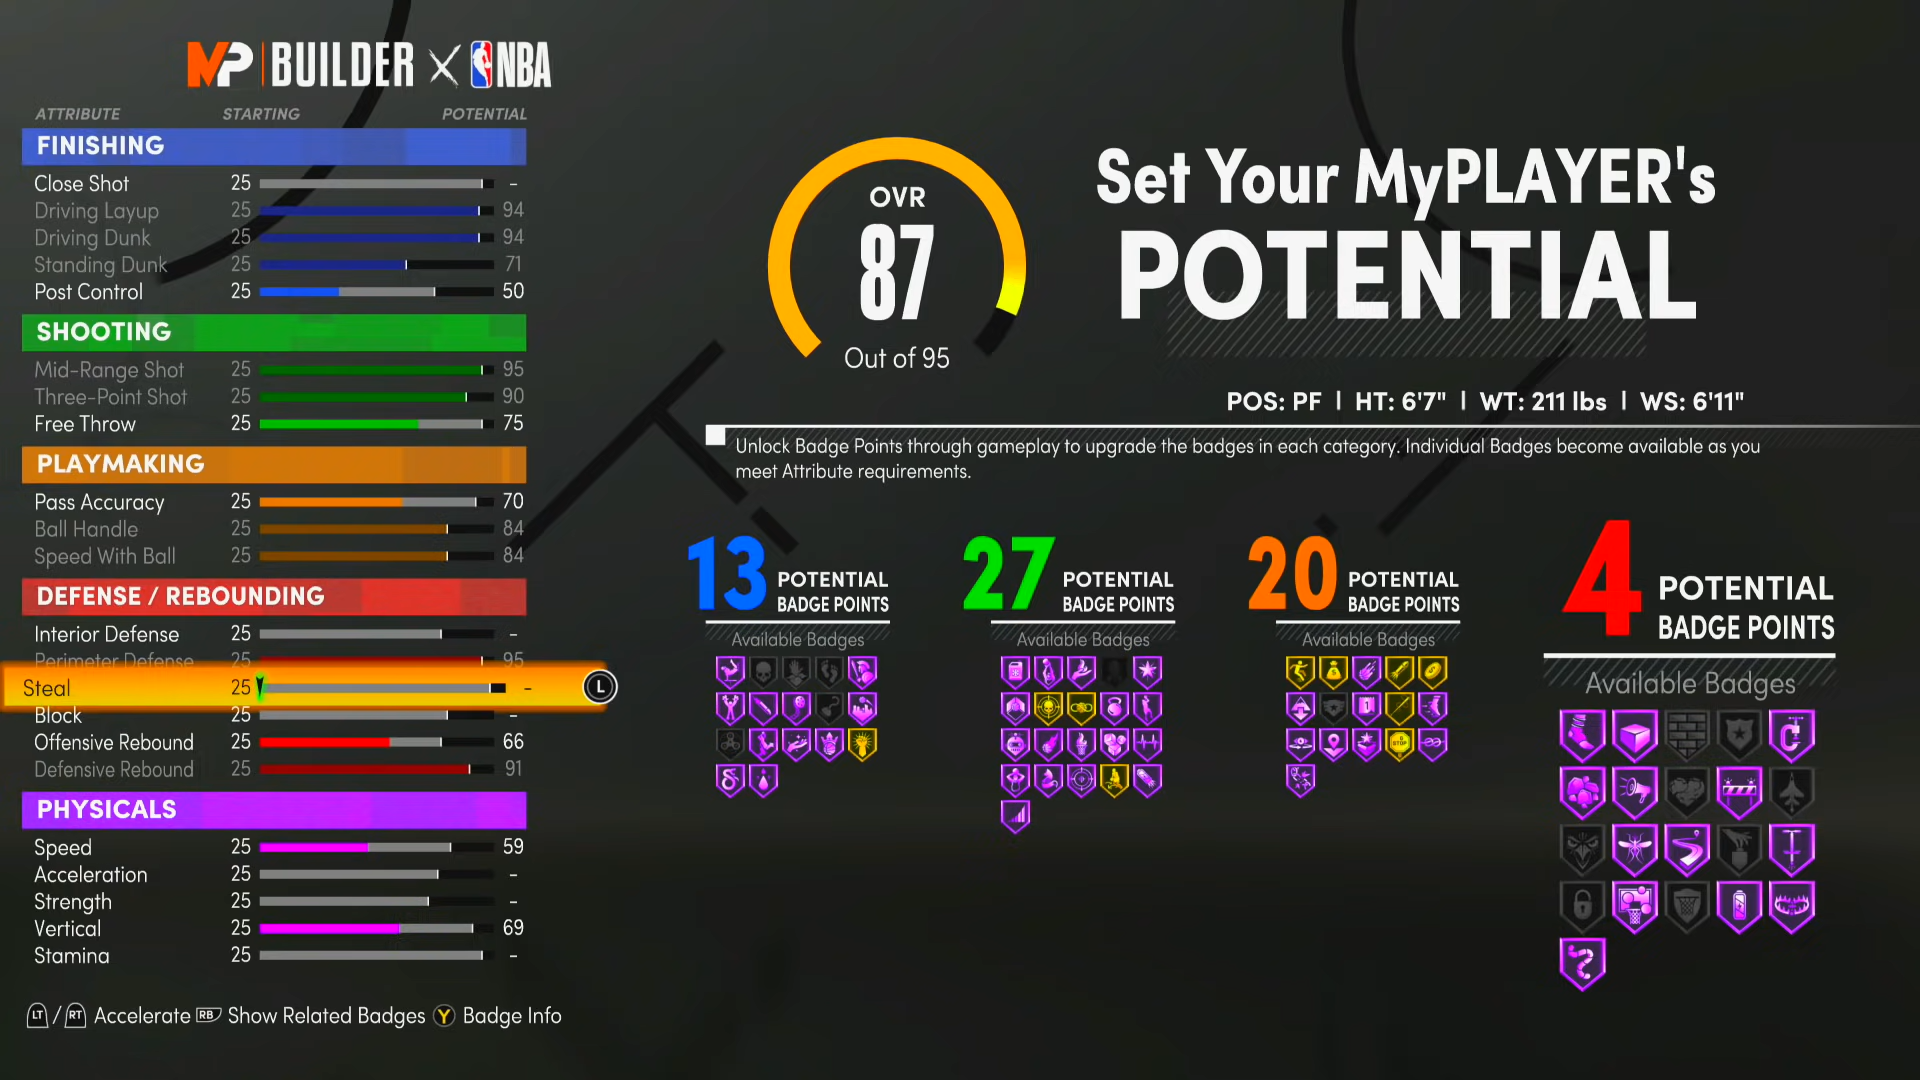 MP | BUILDER X NBA
ATTRIBUTE STARTING POTENTIAL
FINISHING
Close Shot 25 -
Driving Layup 25 94
Driving Dunk 25 94
Standing Dunk 25 71
Post Control 25 50
SHOOTING
Mid-Range Shot 25 95
Three-Point Shot 25 90
Free Throw 25 75
PLAYMAKING
Pass Accuracy 25 70
Ball Handle 25 84
Speed With Ball 25 84
DEFENSE / REBOUNDING
Interior Defense 25 -
Perimeter Defense 25 95
Steal 25 - L
Block 25 -
Offensive Rebound 25 66
Defensive Rebound 25 91
PHYSICALS
Speed 25 59
Acceleration 25 -
Strength 25 -
Vertical 25 69
Stamina 25 -
LT / RT Accelerate RB Show Related Badges Y Badge Info
OVR
87
Out of 95
Set Your MyPLAYER's
POTENTIAL
POS: PF | HT: 6'7" | WT: 211 lbs | WS: 6'11"
Unlock Badge Points through gameplay to upgrade the badges in each category. Individual Badges become available as you
meet Attribute requirements.
13 POTENTIAL
BADGE POINTS
Available Badges
27 POTENTIAL
BADGE POINTS
Available Badges
20 POTENTIAL
BADGE POINTS
Available Badges
4 POTENTIAL
BADGE POINTS
Available Badges